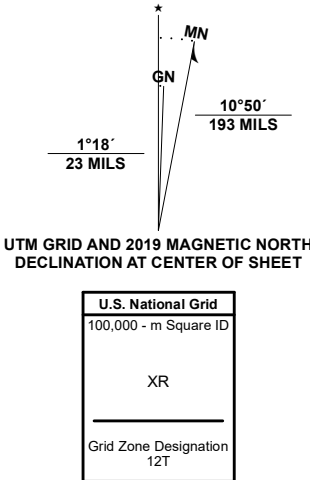 ★
MN
GN
10°50´
193 MILS
1°18´
23 MILS
UTM GRID AND 2019 MAGNETIC NORTH
DECLINATION AT CENTER OF SHEET
U.S. National Grid
100,000 - m Square ID
XR
Grid Zone Designation
12T